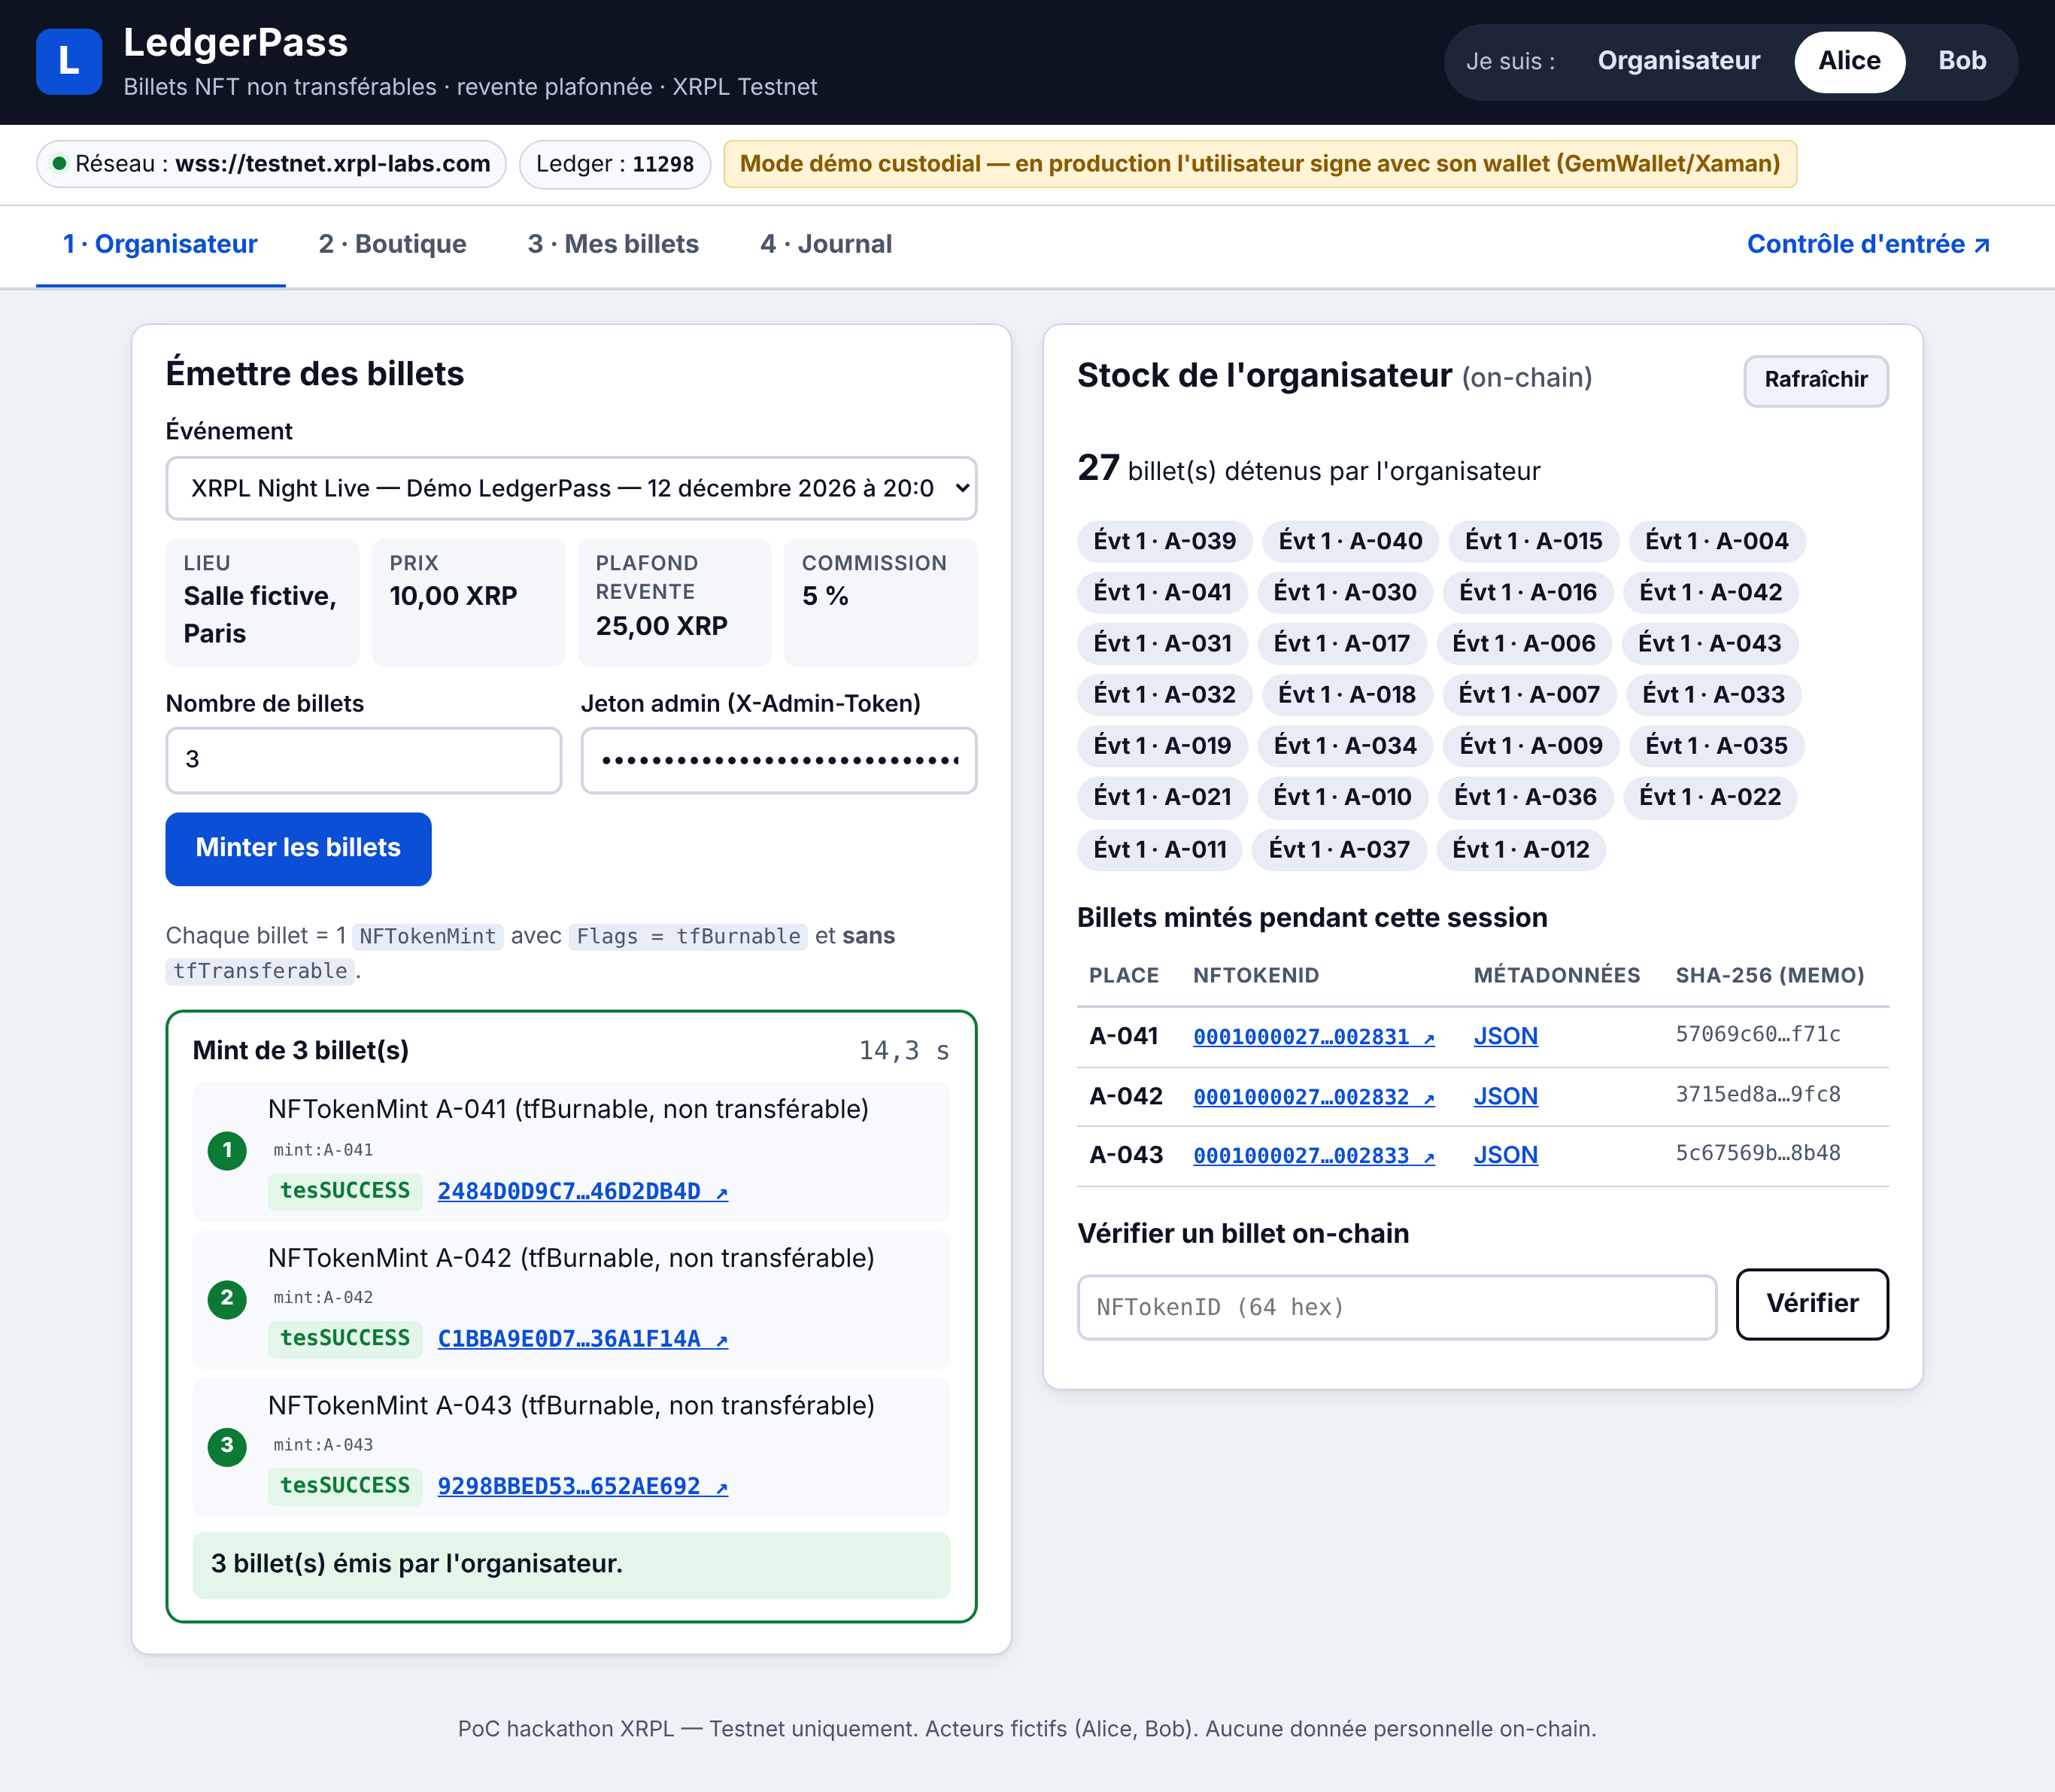 L
LedgerPass
Billets NFT non transférables · revente plafonnée · XRPL Testnet
Je suis : Organisateur Alice Bob
Réseau : wss://testnet.xrpl-labs.com
Ledger : 11298
Mode démo custodial — en production l'utilisateur signe avec son wallet (GemWallet/Xaman)
1 · Organisateur 2 · Boutique 3 · Mes billets 4 · Journal Contrôle d'entrée ↗
Émettre des billets
Événement
XRPL Night Live — Démo LedgerPass — 12 décembre 2026 à 20:0
LIEU
Salle fictive,
Paris
PRIX
10,00 XRP
PLAFOND
REVENTE
25,00 XRP
COMMISSION
5 %
Nombre de billets
3
Jeton admin (X-Admin-Token)
•••••••••••••••••••••••••••••
Minter les billets
Chaque billet = 1 NFTokenMint avec Flags = tfBurnable et sans
tfTransferable.
Mint de 3 billet(s) 14,3 s
1
NFTokenMint A-041 (tfBurnable, non transférable)
mint:A-041
tesSUCCESS 2484D0D9C7…46D2DB4D ↗
2
NFTokenMint A-042 (tfBurnable, non transférable)
mint:A-042
tesSUCCESS C1BBA9E0D7…36A1F14A ↗
3
NFTokenMint A-043 (tfBurnable, non transférable)
mint:A-043
tesSUCCESS 9298BBED53…652AE692 ↗
3 billet(s) émis par l'organisateur.
Stock de l'organisateur (on-chain)
Rafraîchir
27 billet(s) détenus par l'organisateur
Évt 1 · A-039 Évt 1 · A-040 Évt 1 · A-015 Évt 1 · A-004
Évt 1 · A-041 Évt 1 · A-030 Évt 1 · A-016 Évt 1 · A-042
Évt 1 · A-031 Évt 1 · A-017 Évt 1 · A-006 Évt 1 · A-043
Évt 1 · A-032 Évt 1 · A-018 Évt 1 · A-007 Évt 1 · A-033
Évt 1 · A-019 Évt 1 · A-034 Évt 1 · A-009 Évt 1 · A-035
Évt 1 · A-021 Évt 1 · A-010 Évt 1 · A-036 Évt 1 · A-022
Évt 1 · A-011 Évt 1 · A-037 Évt 1 · A-012
Billets mintés pendant cette session
PLACE NFTOKENID MÉTADONNÉES SHA-256 (MEMO)
A-041 0001000027…002831 ↗ JSON 57069c60…f71c
A-042 0001000027…002832 ↗ JSON 3715ed8a…9fc8
A-043 0001000027…002833 ↗ JSON 5c67569b…8b48
Vérifier un billet on-chain
NFTokenID (64 hex)
Vérifier
PoC hackathon XRPL — Testnet uniquement. Acteurs fictifs (Alice, Bob). Aucune donnée personnelle on-chain.